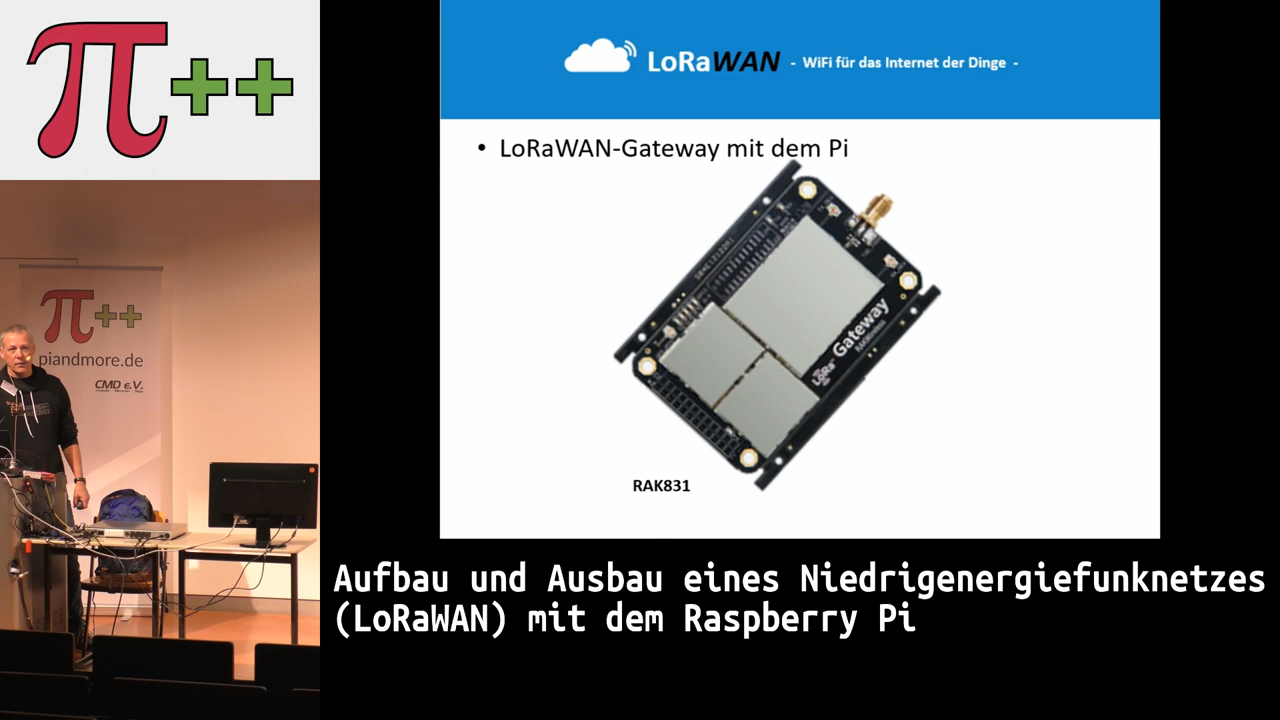 π++
LoRaWAN - WiFi für das Internet der Dinge -
• LoRaWAN-Gateway mit dem Pi
LoRa Gateway
RAK831
π++
piandmore.de
CMD e.V.
Aufbau und Ausbau eines Niedrigenergiefunknetzes
(LoRaWAN) mit dem Raspberry Pi